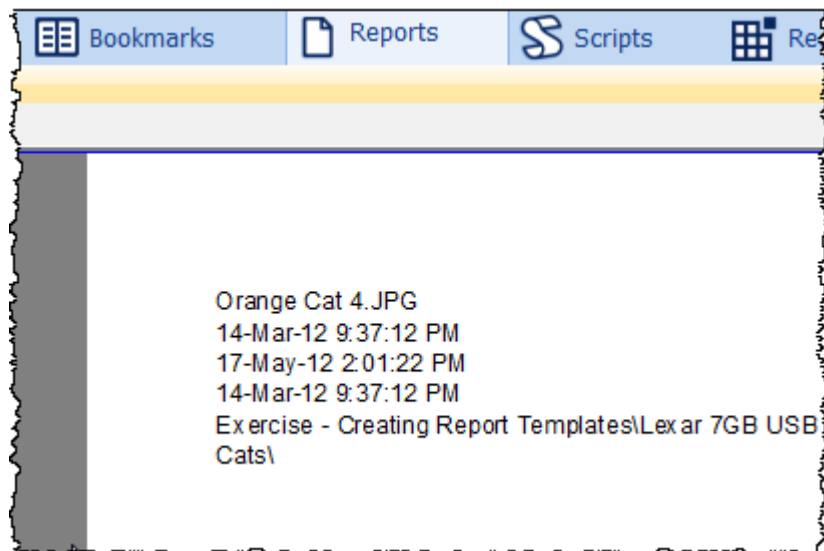 Bookmarks Reports Scripts
Orange Cat 4.JPG
14-Mar-12 9:37:12 PM
17-May-12 2:01:22 PM
14-Mar-12 9:37:12 PM
Exercise - Creating Report Templates\Lexar 7GB USB
Cats\